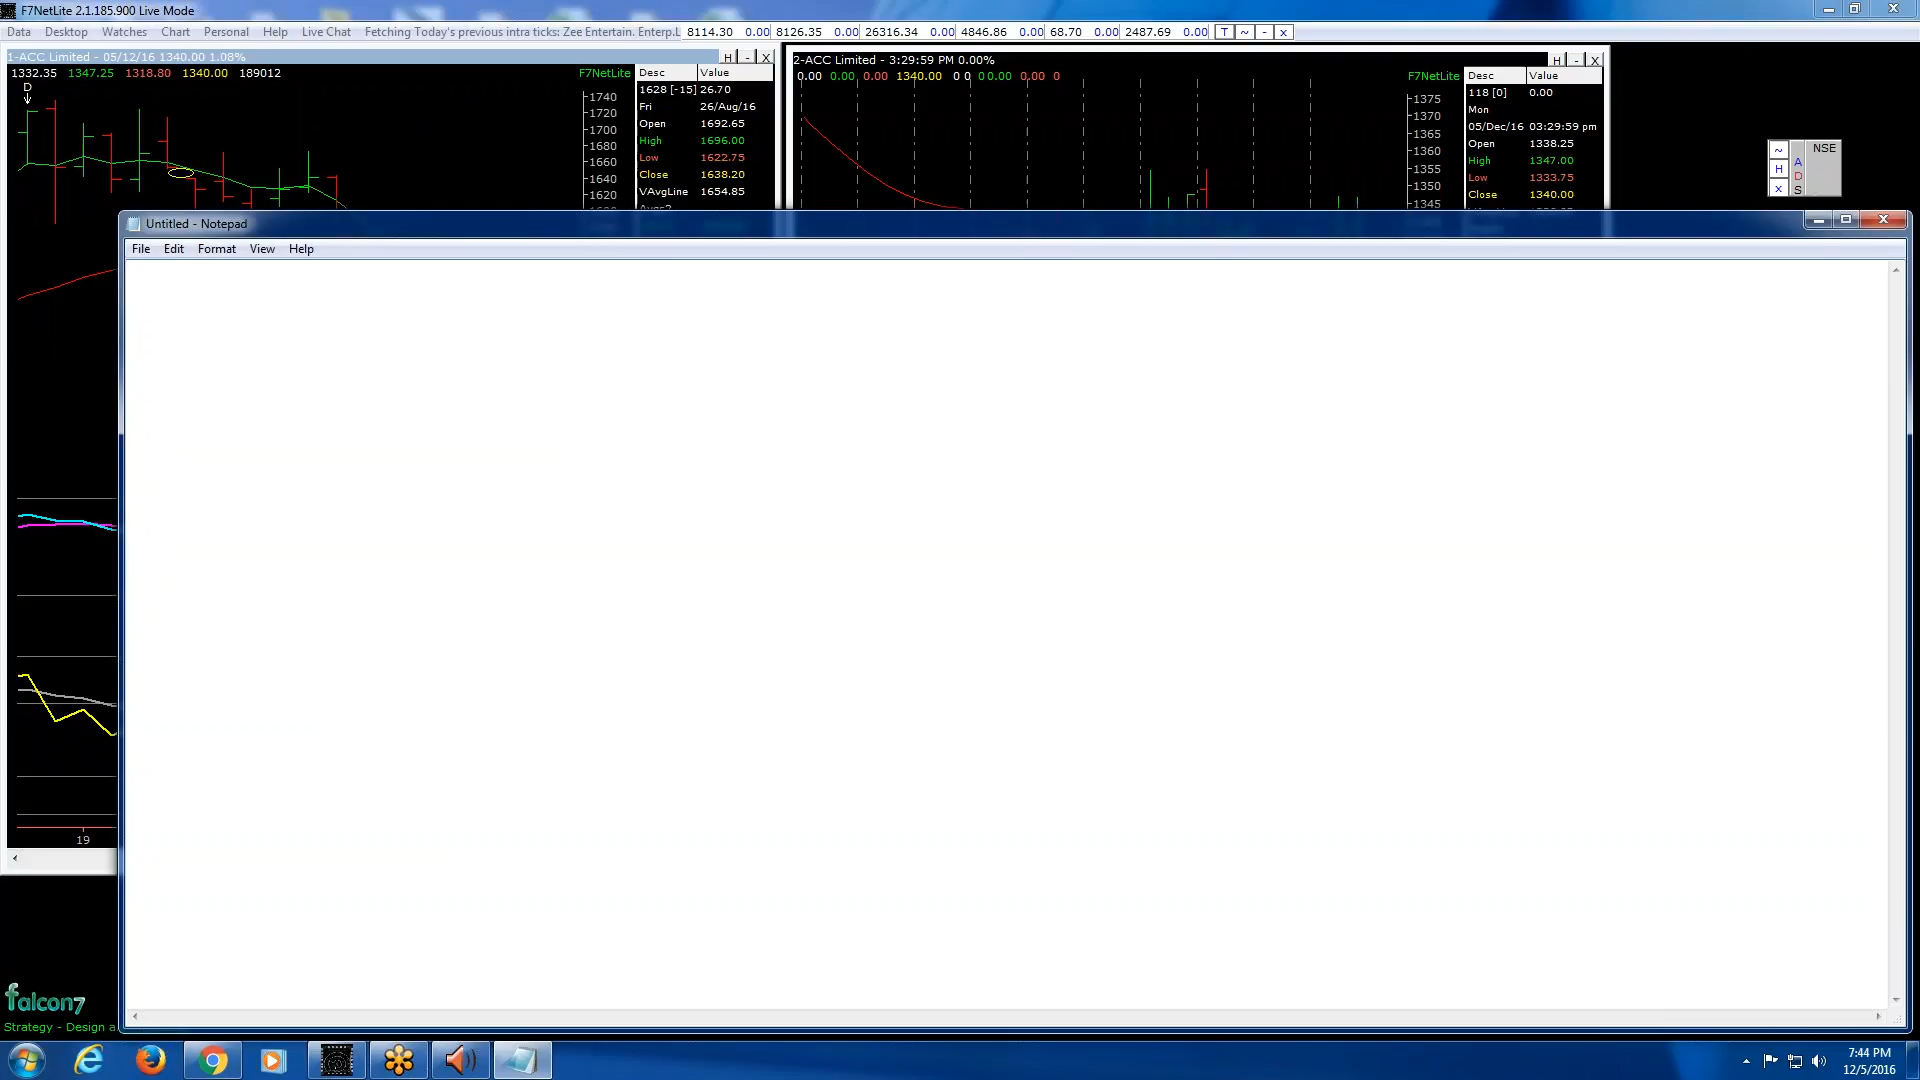 F7NetLite 2.1.185.900 Live Mode
Data Desktop Watches Chart Personal Help Live Chat Fetching Today's previous intra ticks: Zee Entertain. Enterp.L 8114.30 0.00 8126.35 0.00 26316.34 0.00 4846.86 0.00 68.70 0.00 2487.69 0.00 T ~ - x
1-ACC Limited - 05/12/16 1340.00 1.08% H - X
1332.35 1347.25 1318.80 1340.00 189012 F7NetLite
D
1740
1720
1700
1680
1660
1640
1620
Desc Value
1628 [-15] 26.70
Fri 26/Aug/16
Open 1692.65
High 1696.00
Low 1622.75
Close 1638.20
VAvgLine 1654.85
2-ACC Limited - 3:29:59 PM 0.00% H - X
0.00 0.00 0.00 1340.00 0 0 0 0.00 0.00 0 F7NetLite
1375
1370
1365
1360
1355
1350
1345
Desc Value
118 [0] 0.00
Mon
05/Dec/16 03:29:59 pm
Open 1338.25
High 1347.00
Low 1333.75
Close 1340.00
~ H x
A D S
NSE
Untitled - Notepad
File Edit Format View Help
19
falcon7
Strategy - Design a
7:44 PM
12/5/2016